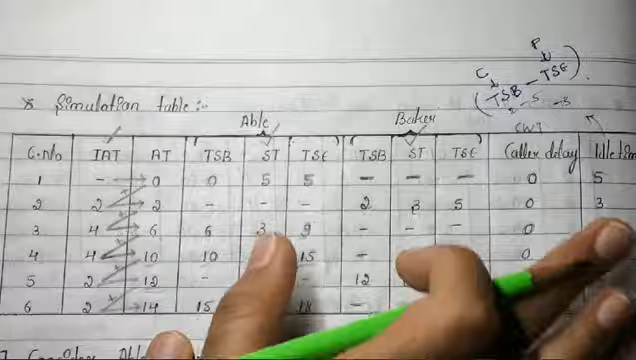 P
C
(TSB - TSE)
* Simulation table :-
Able Baker CWT
C.No IAT AT TSB ST TSE TSB ST TSE Caller delay Idle tim
1 - 0 0 5 5 - - - 0 5
2 2 2 - - - 2 3 5 0 3
3 4 6 6 3 9 - - - 0
4 4 10 10 15 - 0
5 2 12 - 12
6 2 14 15 18 -